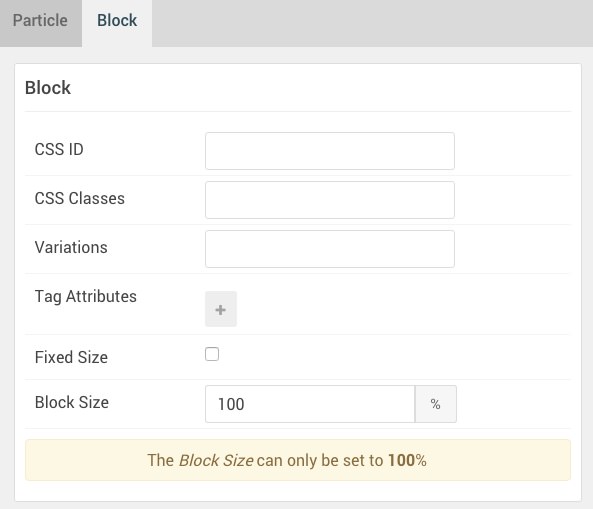 Particle Block
Block
CSS ID
CSS Classes
Variations
Tag Attributes
+
Fixed Size
Block Size 100 %
The Block Size can only be set to 100%